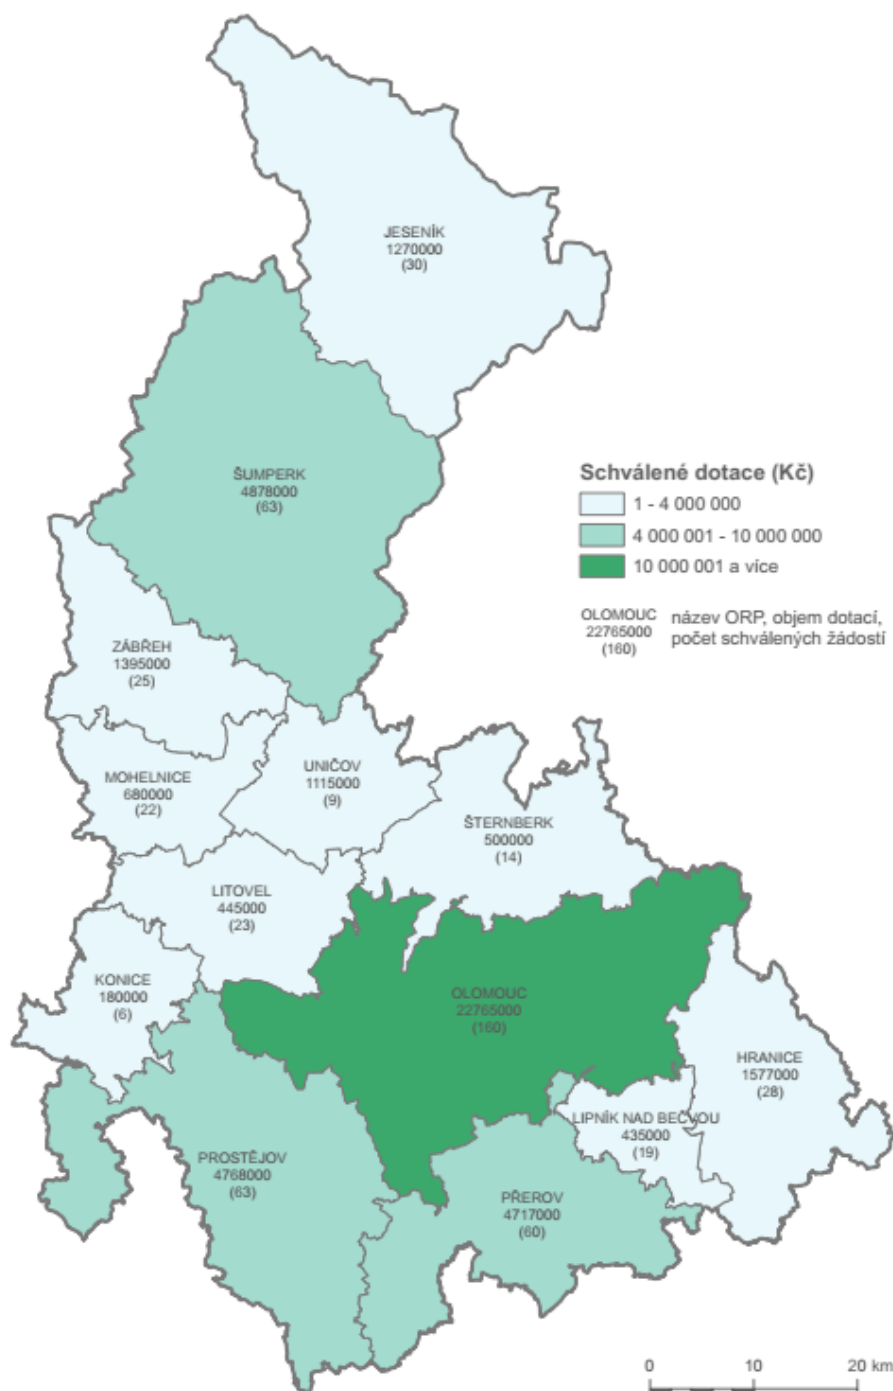 JESENÍK
1270000
(30)
ŠUMPERK
4878000
(63)
Schválené dotace (Kč)
1 - 4 000 000
4 000 001 - 10 000 000
10 000 001 a více
OLOMOUC
22765000
(160)
název ORP, objem dotací,
počet schválených žádostí
ZÁBŘEH
1395000
(25)
MOHELNICE
680000
(22)
UNIČOV
1115000
(9)
ŠTERNBERK
500000
(14)
LITOVEL
445000
(23)
KONICE
180000
(6)
OLOMOUC
22765000
(160)
HRANICE
1577000
(28)
LIPNÍK NAD BEČVOU
435000
(19)
PROSTĚJOV
4768000
(63)
PŘEROV
4717000
(60)
0 10 20 km